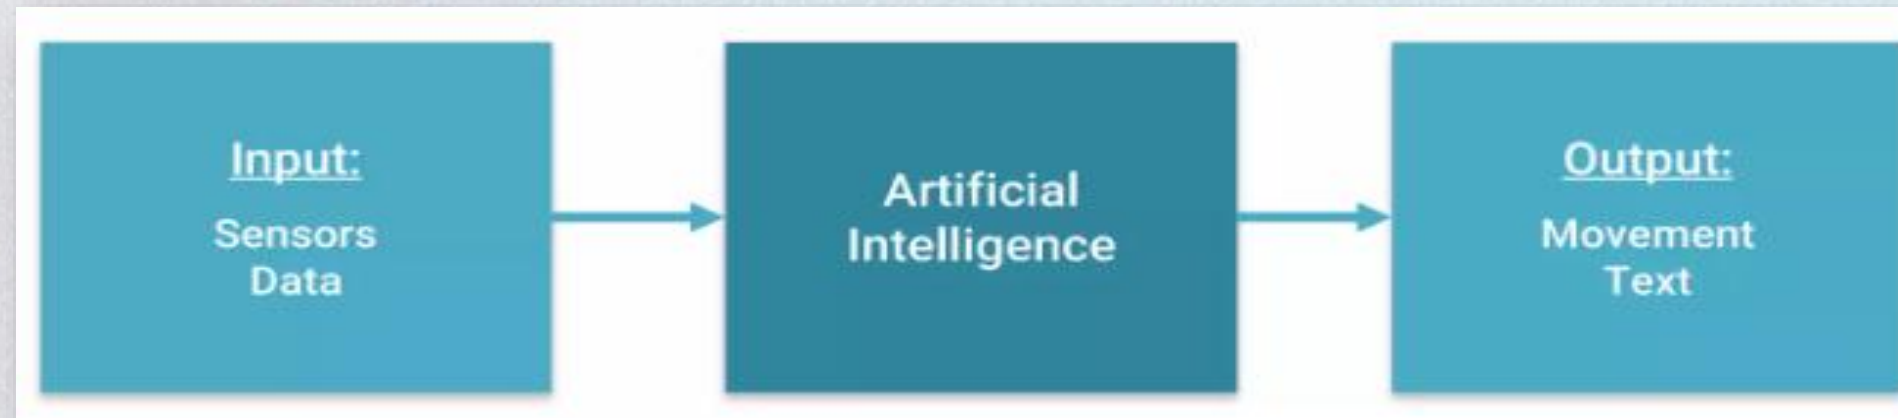 Input:
Sensors
Data
Artificial
Intelligence
Output:
Movement
Text